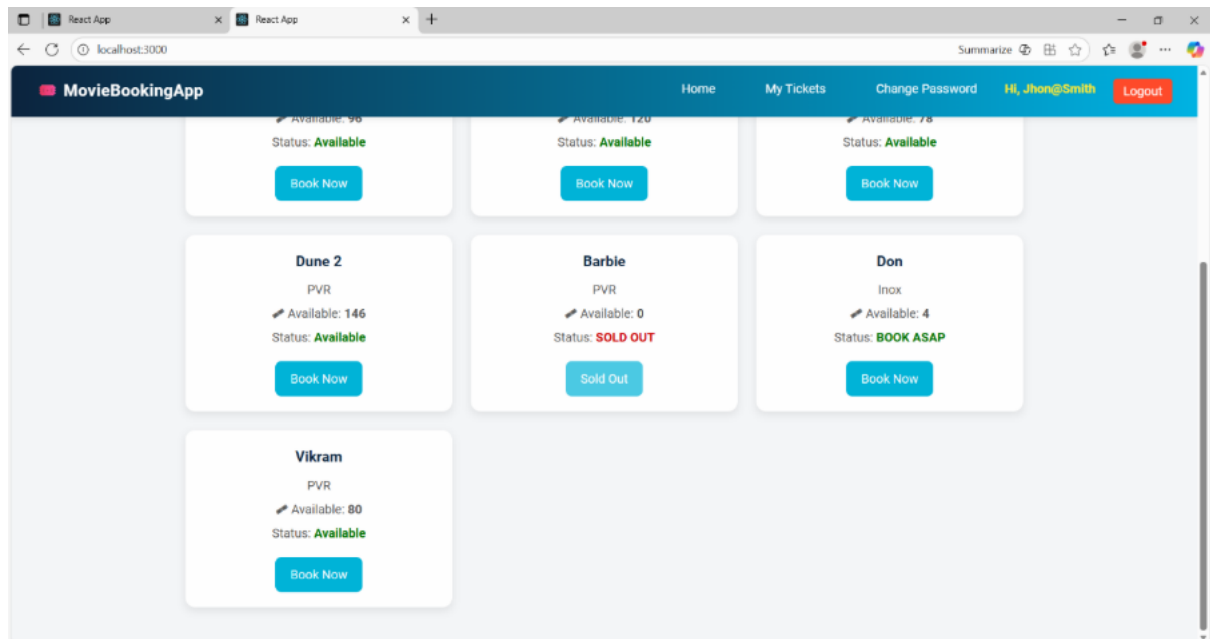 React App
React App
localhost:3000
Summarize
MovieBookingApp
Home My Tickets Change Password Hi, Jhon@Smith Logout
Available: 96 Available: 120 Available: 78
Status: Available Status: Available Status: Available
Book Now Book Now Book Now
Dune 2
PVR
Available: 146
Status: Available
Book Now
Barbie
PVR
Available: 0
Status: SOLD OUT
Sold Out
Don
Inox
Available: 4
Status: BOOK ASAP
Book Now
Vikram
PVR
Available: 80
Status: Available
Book Now